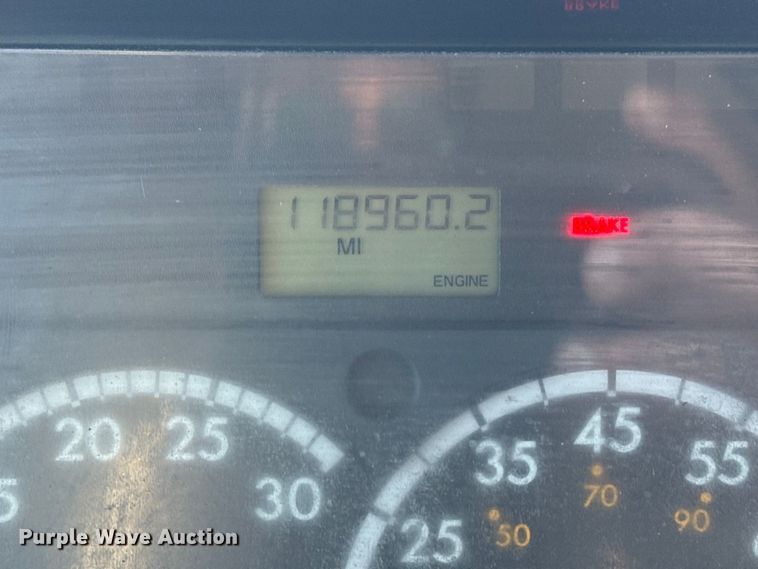 BRAKE
118960.2
BRAKE
MI
ENGINE
20 25 30
25 35 45 55
50 70 90
Purple Wave Auction